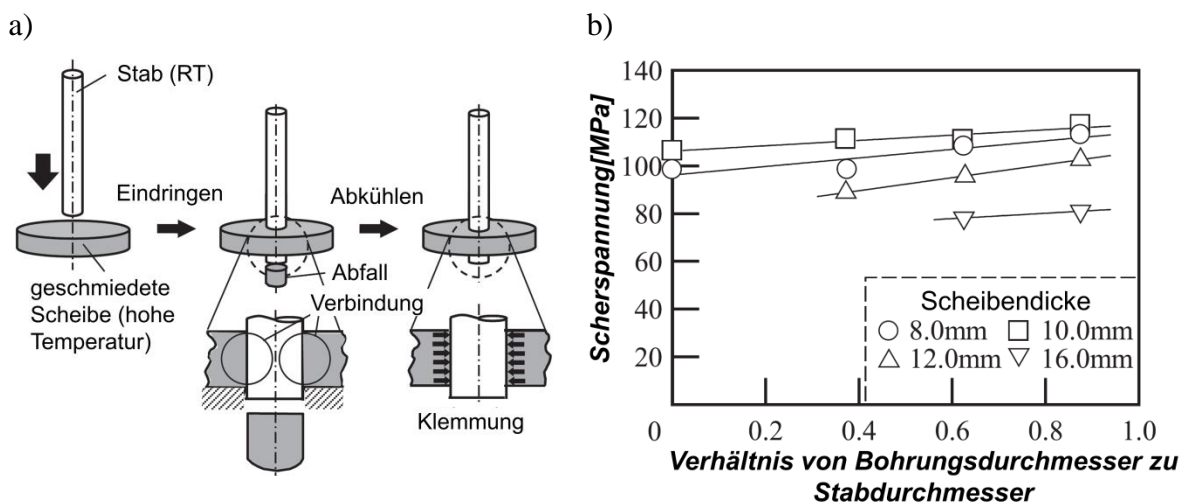 a)
Stab (RT)
Eindringen
Abkühlen
geschmiedete
Scheibe (hohe
Temperatur)
Abfall
Verbindung
Klemmung
b)
Scherspannung[MPa]
140
120
100
80
60
40
20
0
0.2
0.4
0.6
0.8
1.0
Scheibendicke
8.0mm
10.0mm
12.0mm
16.0mm
Verhältnis von Bohrungsdurchmesser zu
Stabdurchmesser